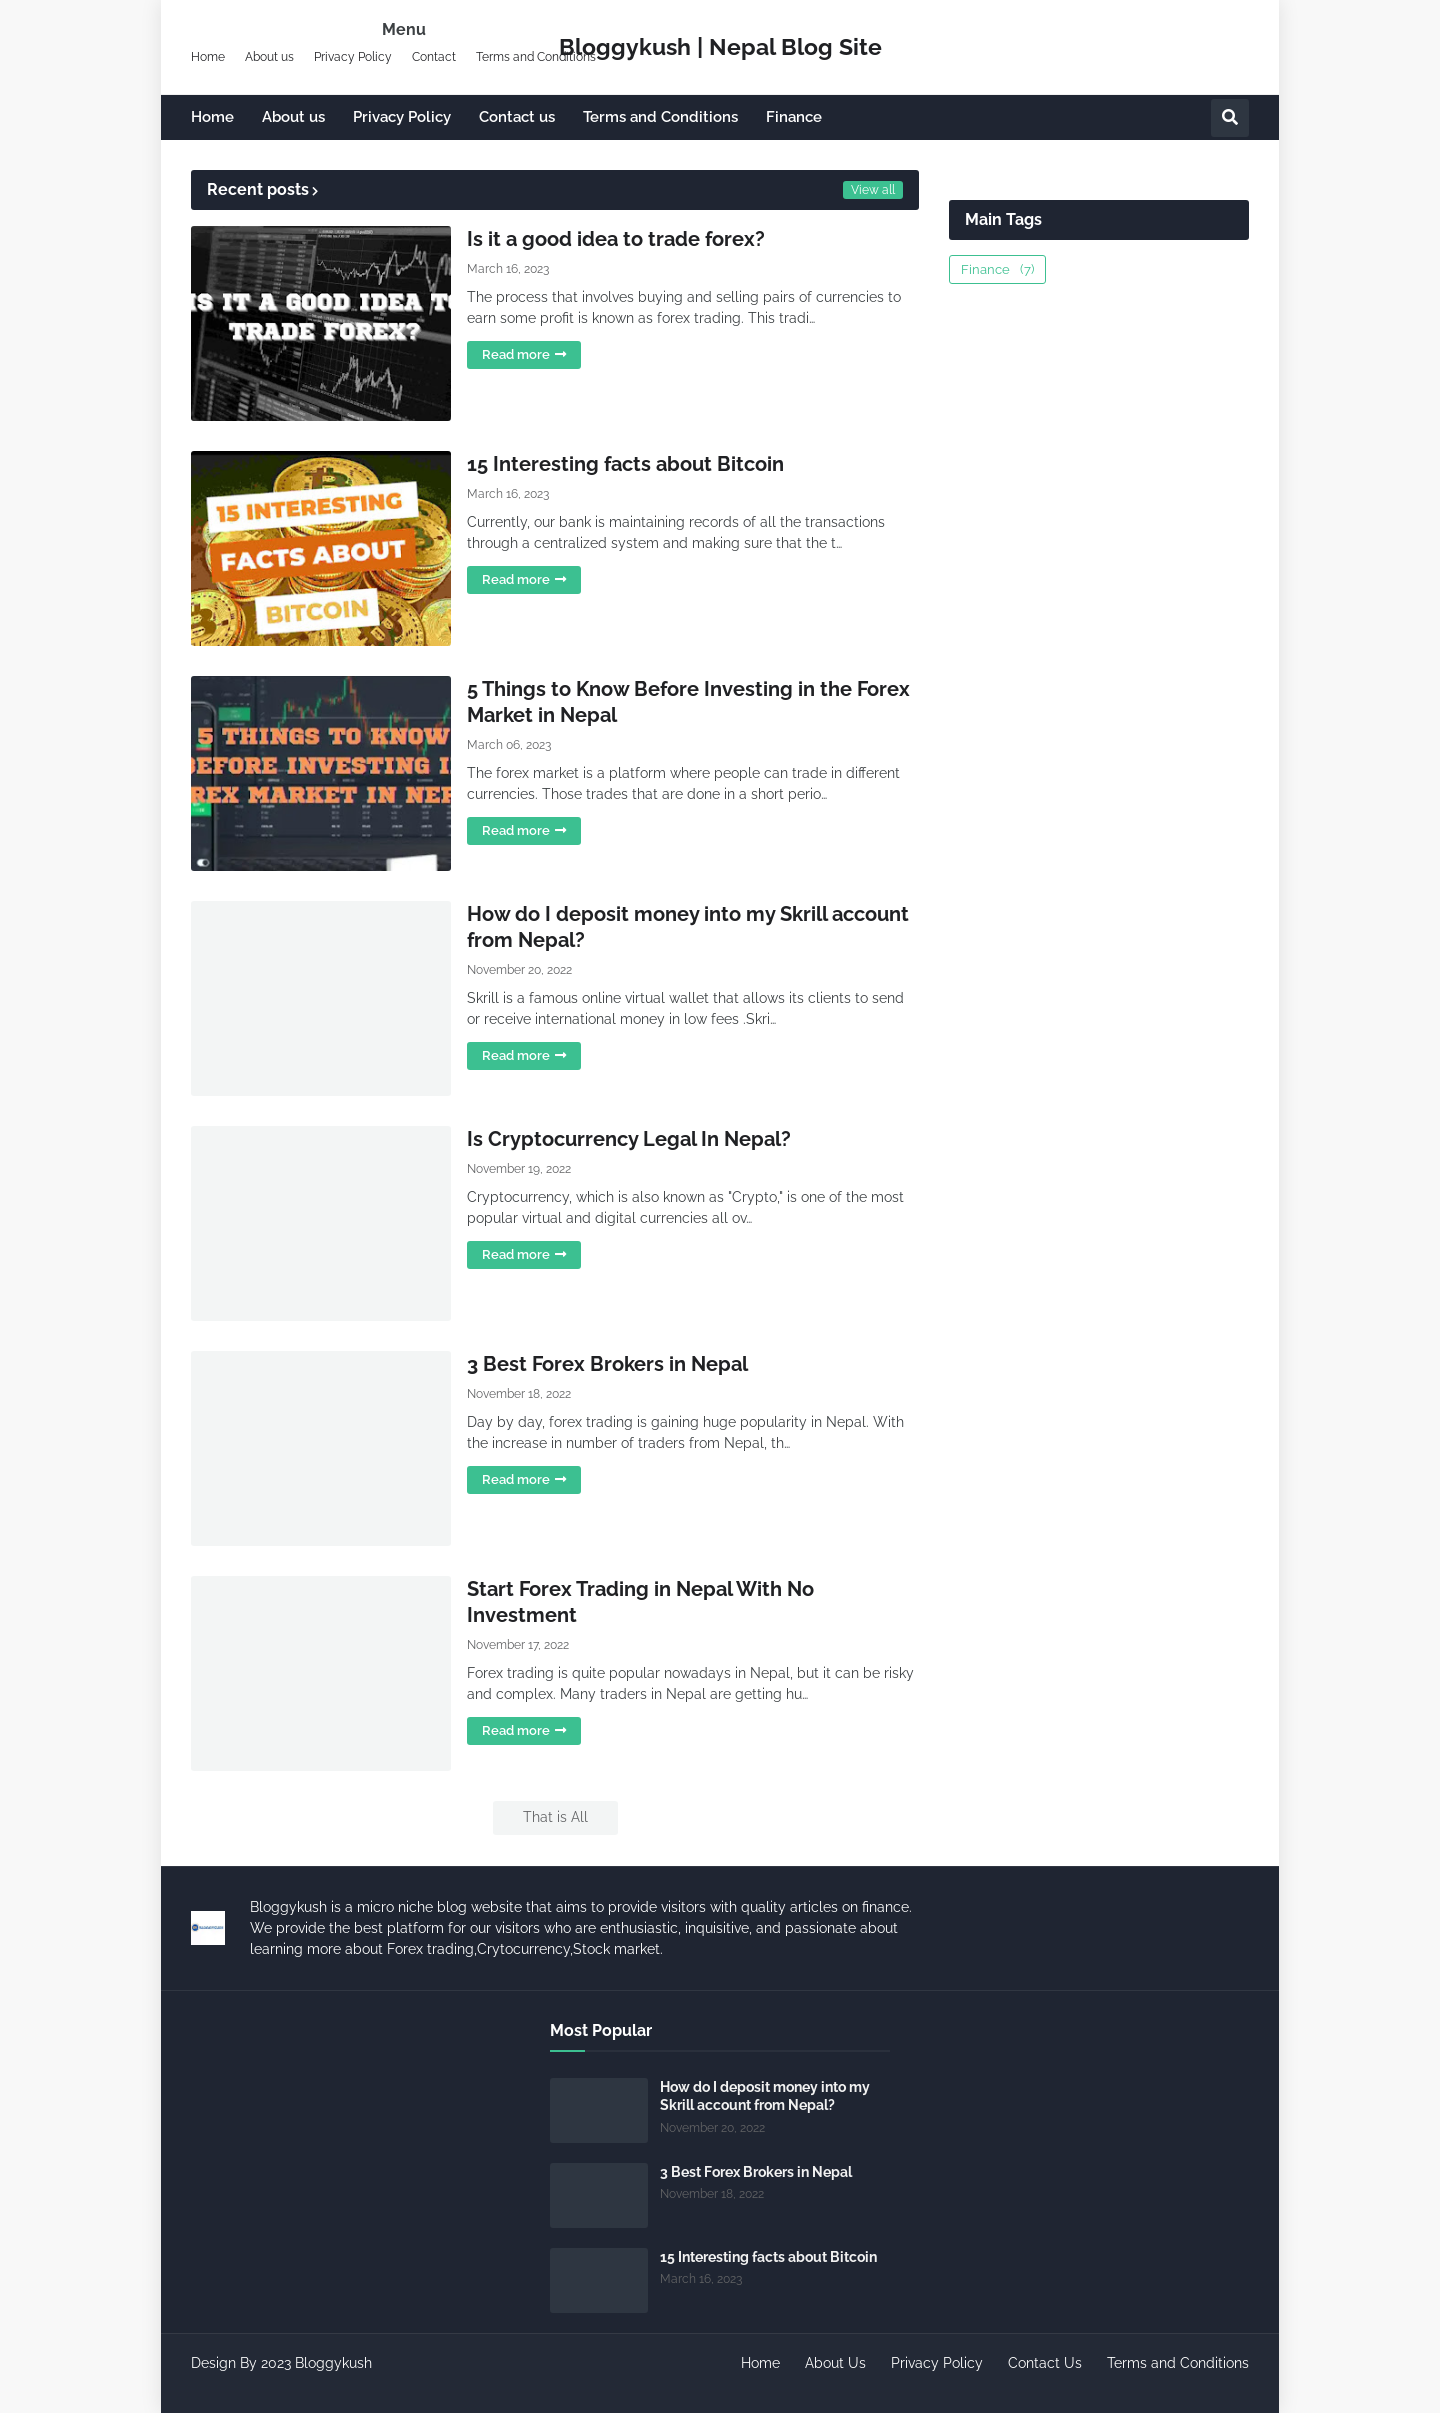 Menu
Home About us Privacy Policy Contact Terms and Conditions
Bloggykush | Nepal Blog Site
Home About us Privacy Policy Contact us Terms and Conditions Finance
Recent posts
View all
IS IT A GOOD IDEA TO
TRADE FOREX?
Is it a good idea to trade forex?
March 16, 2023
The process that involves buying and selling pairs of currencies to
earn some profit is known as forex trading. This tradi…
Read more
15 INTERESTING
FACTS ABOUT
BITCOIN
15 Interesting facts about Bitcoin
March 16, 2023
Currently, our bank is maintaining records of all the transactions
through a centralized system and making sure that the t…
Read more
5 THINGS TO KNOW
BEFORE INVESTING I
REX MARKET IN NEP
5 Things to Know Before Investing in the Forex
Market in Nepal
March 06, 2023
The forex market is a platform where people can trade in different
currencies. Those trades that are done in a short perio…
Read more
How do I deposit money into my Skrill account
from Nepal?
November 20, 2022
Skrill is a famous online virtual wallet that allows its clients to send
or receive international money in low fees .Skri…
Read more
Is Cryptocurrency Legal In Nepal?
November 19, 2022
Cryptocurrency, which is also known as "Crypto," is one of the most
popular virtual and digital currencies all ov…
Read more
3 Best Forex Brokers in Nepal
November 18, 2022
Day by day, forex trading is gaining huge popularity in Nepal. With
the increase in number of traders from Nepal, th…
Read more
Start Forex Trading in Nepal With No
Investment
November 17, 2022
Forex trading is quite popular nowadays in Nepal, but it can be risky
and complex. Many traders in Nepal are getting hu…
Read more
That is All
Main Tags
Finance (7)
Bloggykush is a micro niche blog website that aims to provide visitors with quality articles on finance.
We provide the best platform for our visitors who are enthusiastic, inquisitive, and passionate about
learning more about Forex trading,Crytocurrency,Stock market.
Most Popular
How do I deposit money into my
Skrill account from Nepal?
November 20, 2022
3 Best Forex Brokers in Nepal
November 18, 2022
15 Interesting facts about Bitcoin
March 16, 2023
Design By 2023 Bloggykush
Home About Us Privacy Policy Contact Us Terms and Conditions